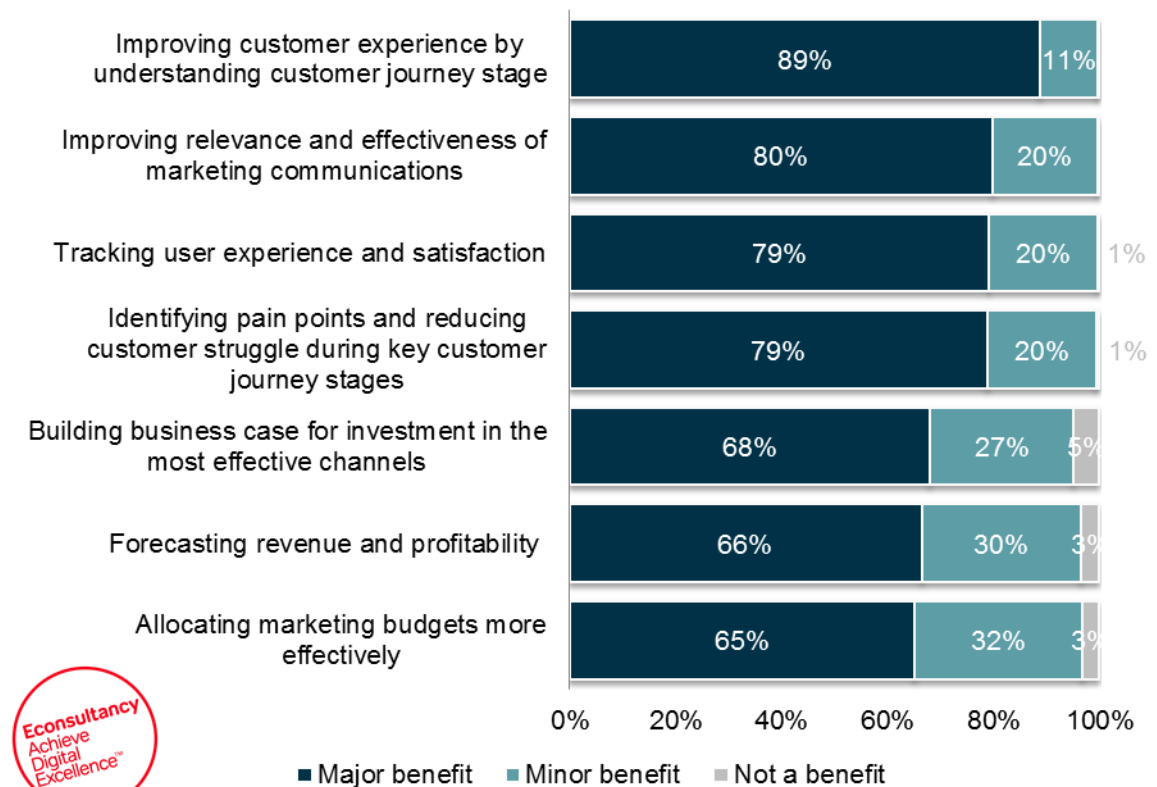 Improving customer experience by
understanding customer journey stage
89%
11%
Improving relevance and effectiveness of
marketing communications
80%
20%
Tracking user experience and satisfaction
79%
20%
1%
Identifying pain points and reducing
customer struggle during key customer
journey stages
79%
20%
1%
Building business case for investment in the
most effective channels
68%
27%
5%
Forecasting revenue and profitability
66%
30%
3%
Allocating marketing budgets more
effectively
65%
32%
3%
0%
20%
40%
60%
80%
100%
Major benefit
Minor benefit
Not a benefit
Econsultancy
Achieve
Digital
Excellence™